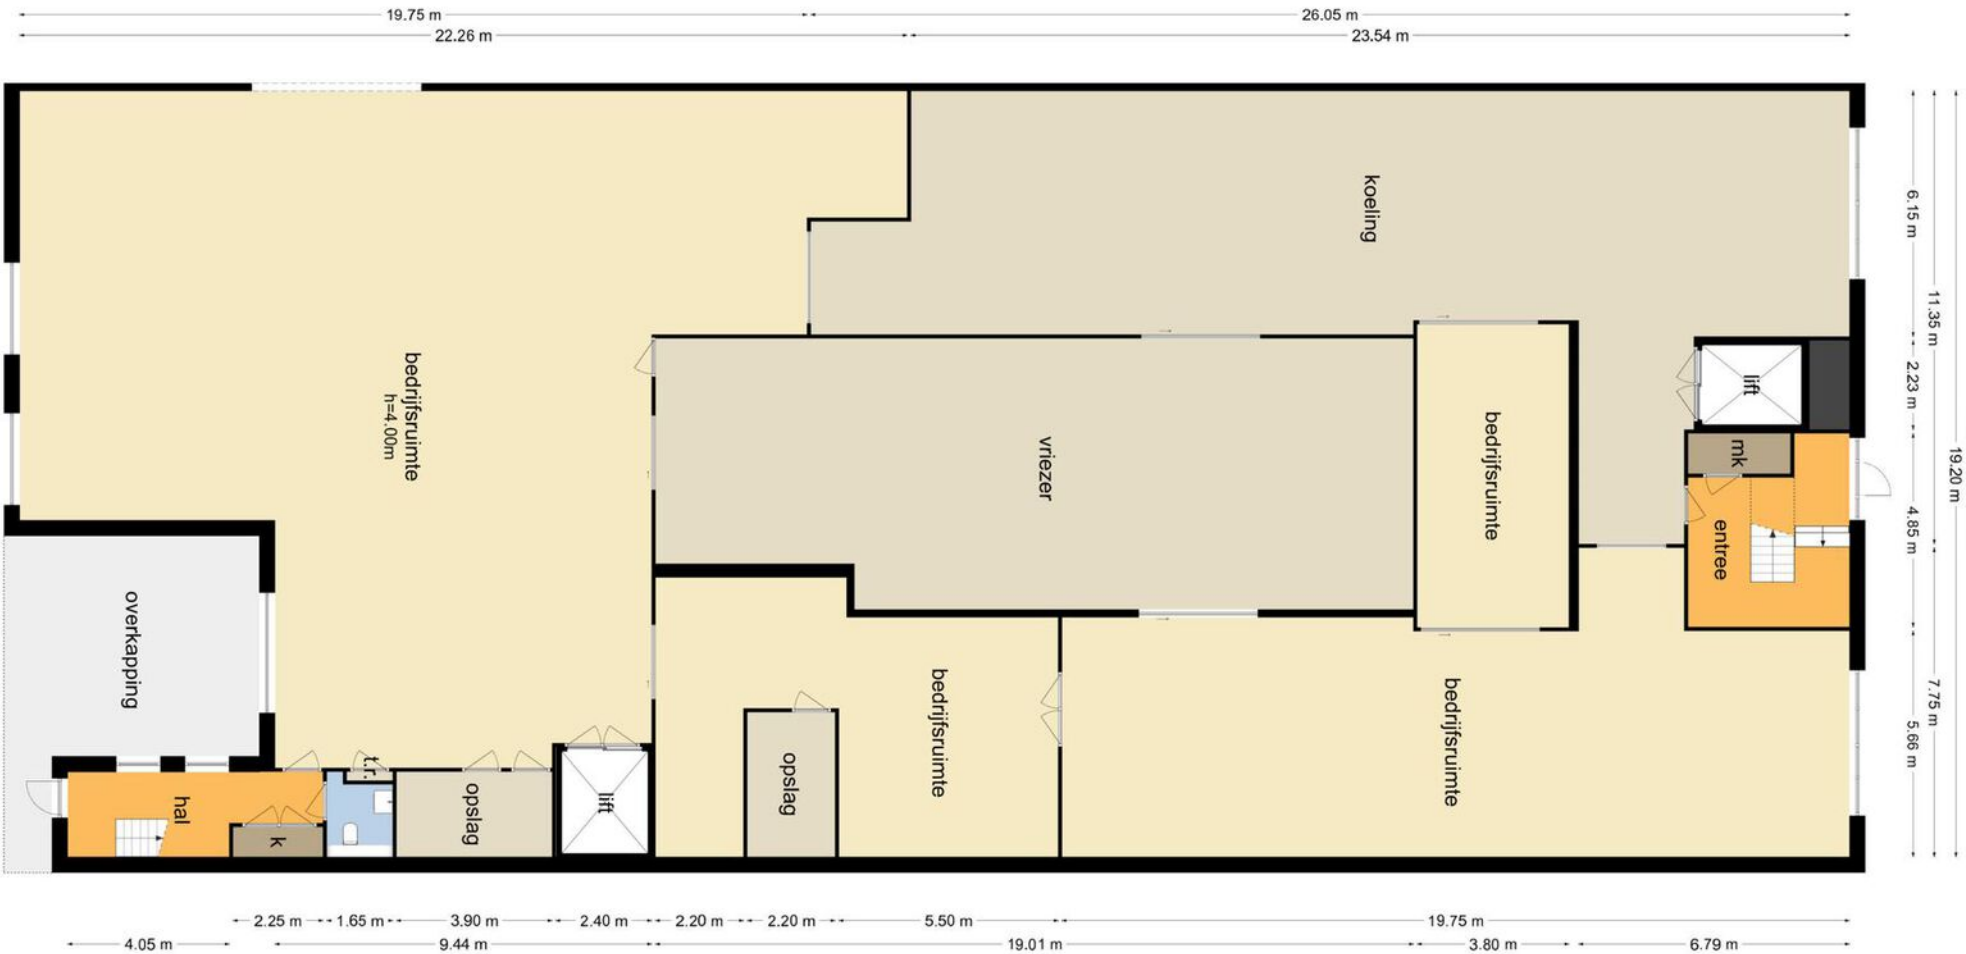 19.75 m
26.05 m
22.26 m
23.54 m
koeling
6.15 m
11.35 m
2.23 m
19.20 m
4.85 m
7.75 m
5.66 m
bedrijfsruimte
h=4.00m
vriezer
bedrijfsruimte
lift
mk
entree
overkapping
bedrijfsruimte
bedrijfsruimte
opslag
t.r.
hal
k
opslag
lift
2.25 m
1.65 m
3.90 m
2.40 m
2.20 m
2.20 m
5.50 m
19.75 m
4.05 m
9.44 m
19.01 m
3.80 m
6.79 m